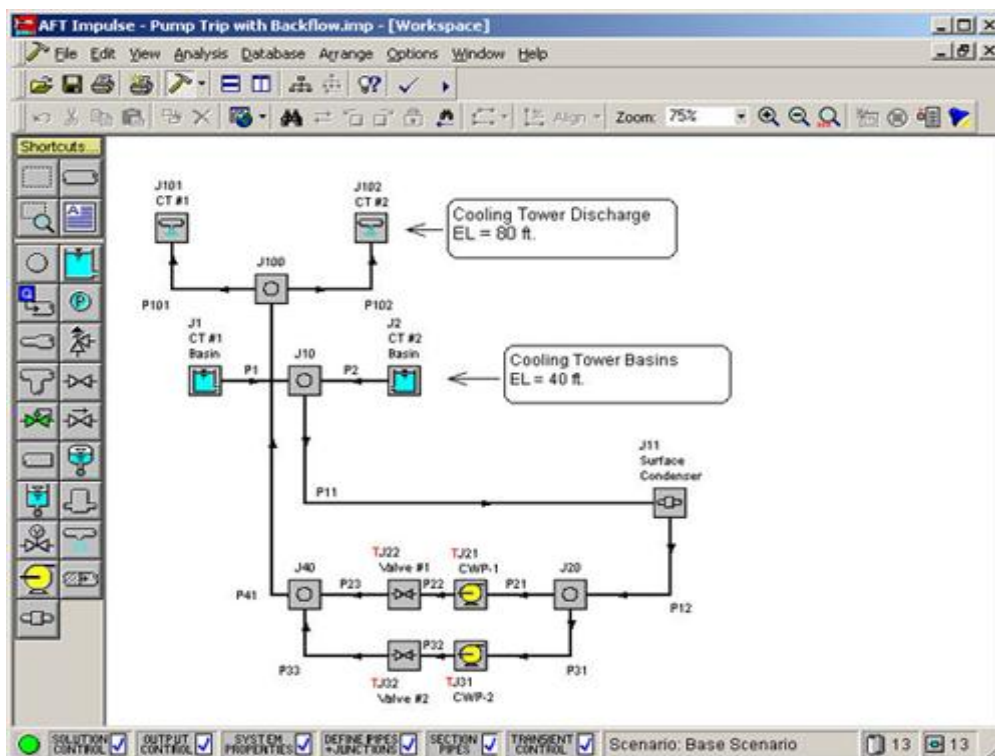 AFT Impulse - Pump Trip with Backflow.imp - [Workspace]
File Edit View Analysis Database Arrange Options Window Help
Align Zoom: 75%
Shortcuts
J101
CT #1
J102
CT #2
Cooling Tower Discharge
EL = 80 ft.
J100
P101
P102
J1
CT #1
Basin
J2
CT #2
Basin
J10
P1
P2
Cooling Tower Basins
EL = 40 ft.
J11
Surface
Condenser
P11
TJ22
Valve #1
TJ21
CWP-1
J40
P23
P22
P21
J20
P41
P12
P32
P33
P31
TJ32
Valve #2
TJ31
CWP-2
SOLUTION CONTROL
OUTPUT CONTROL
SYSTEM PROPERTIES
DEFINE PIPES +JUNCTIONS
SECTION PIPES
TRANSIENT CONTROL
Scenario: Base Scenario
13
13